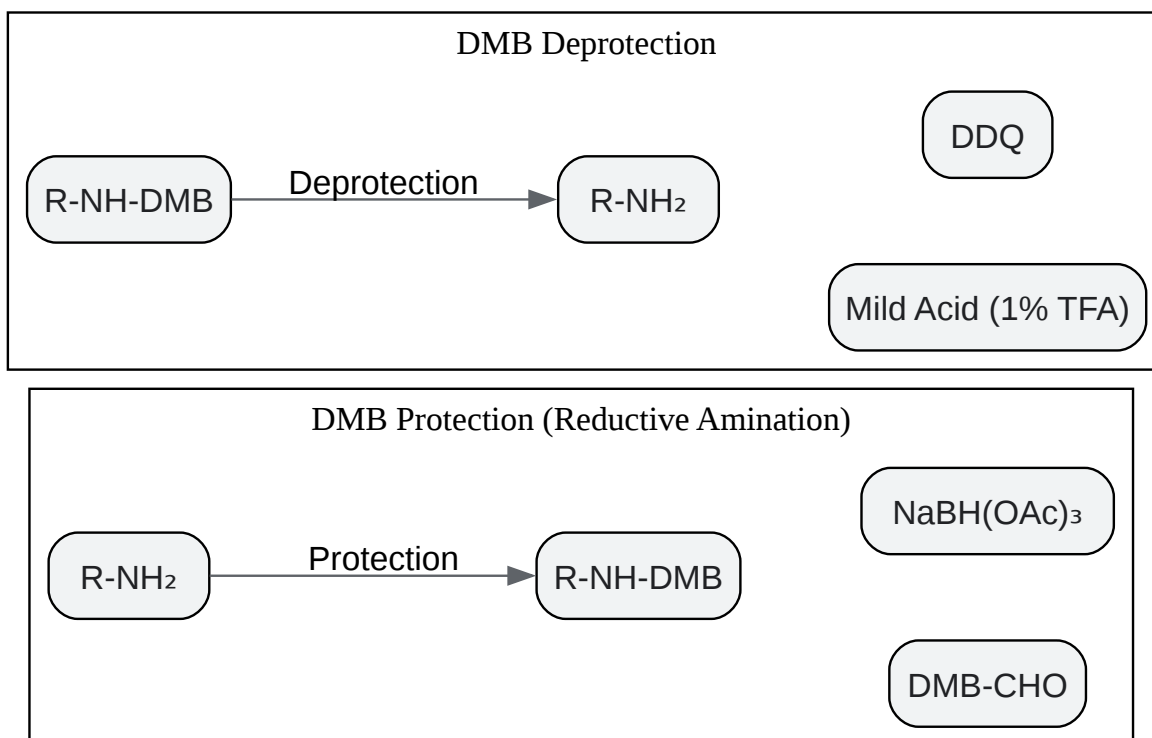 DMB Deprotection
DDQ
R-NH-DMB
Deprotection
R-NH₂
Mild Acid (1% TFA)
DMB Protection (Reductive Amination)
NaBH(OAc)₃
R-NH₂
Protection
R-NH-DMB
DMB-CHO